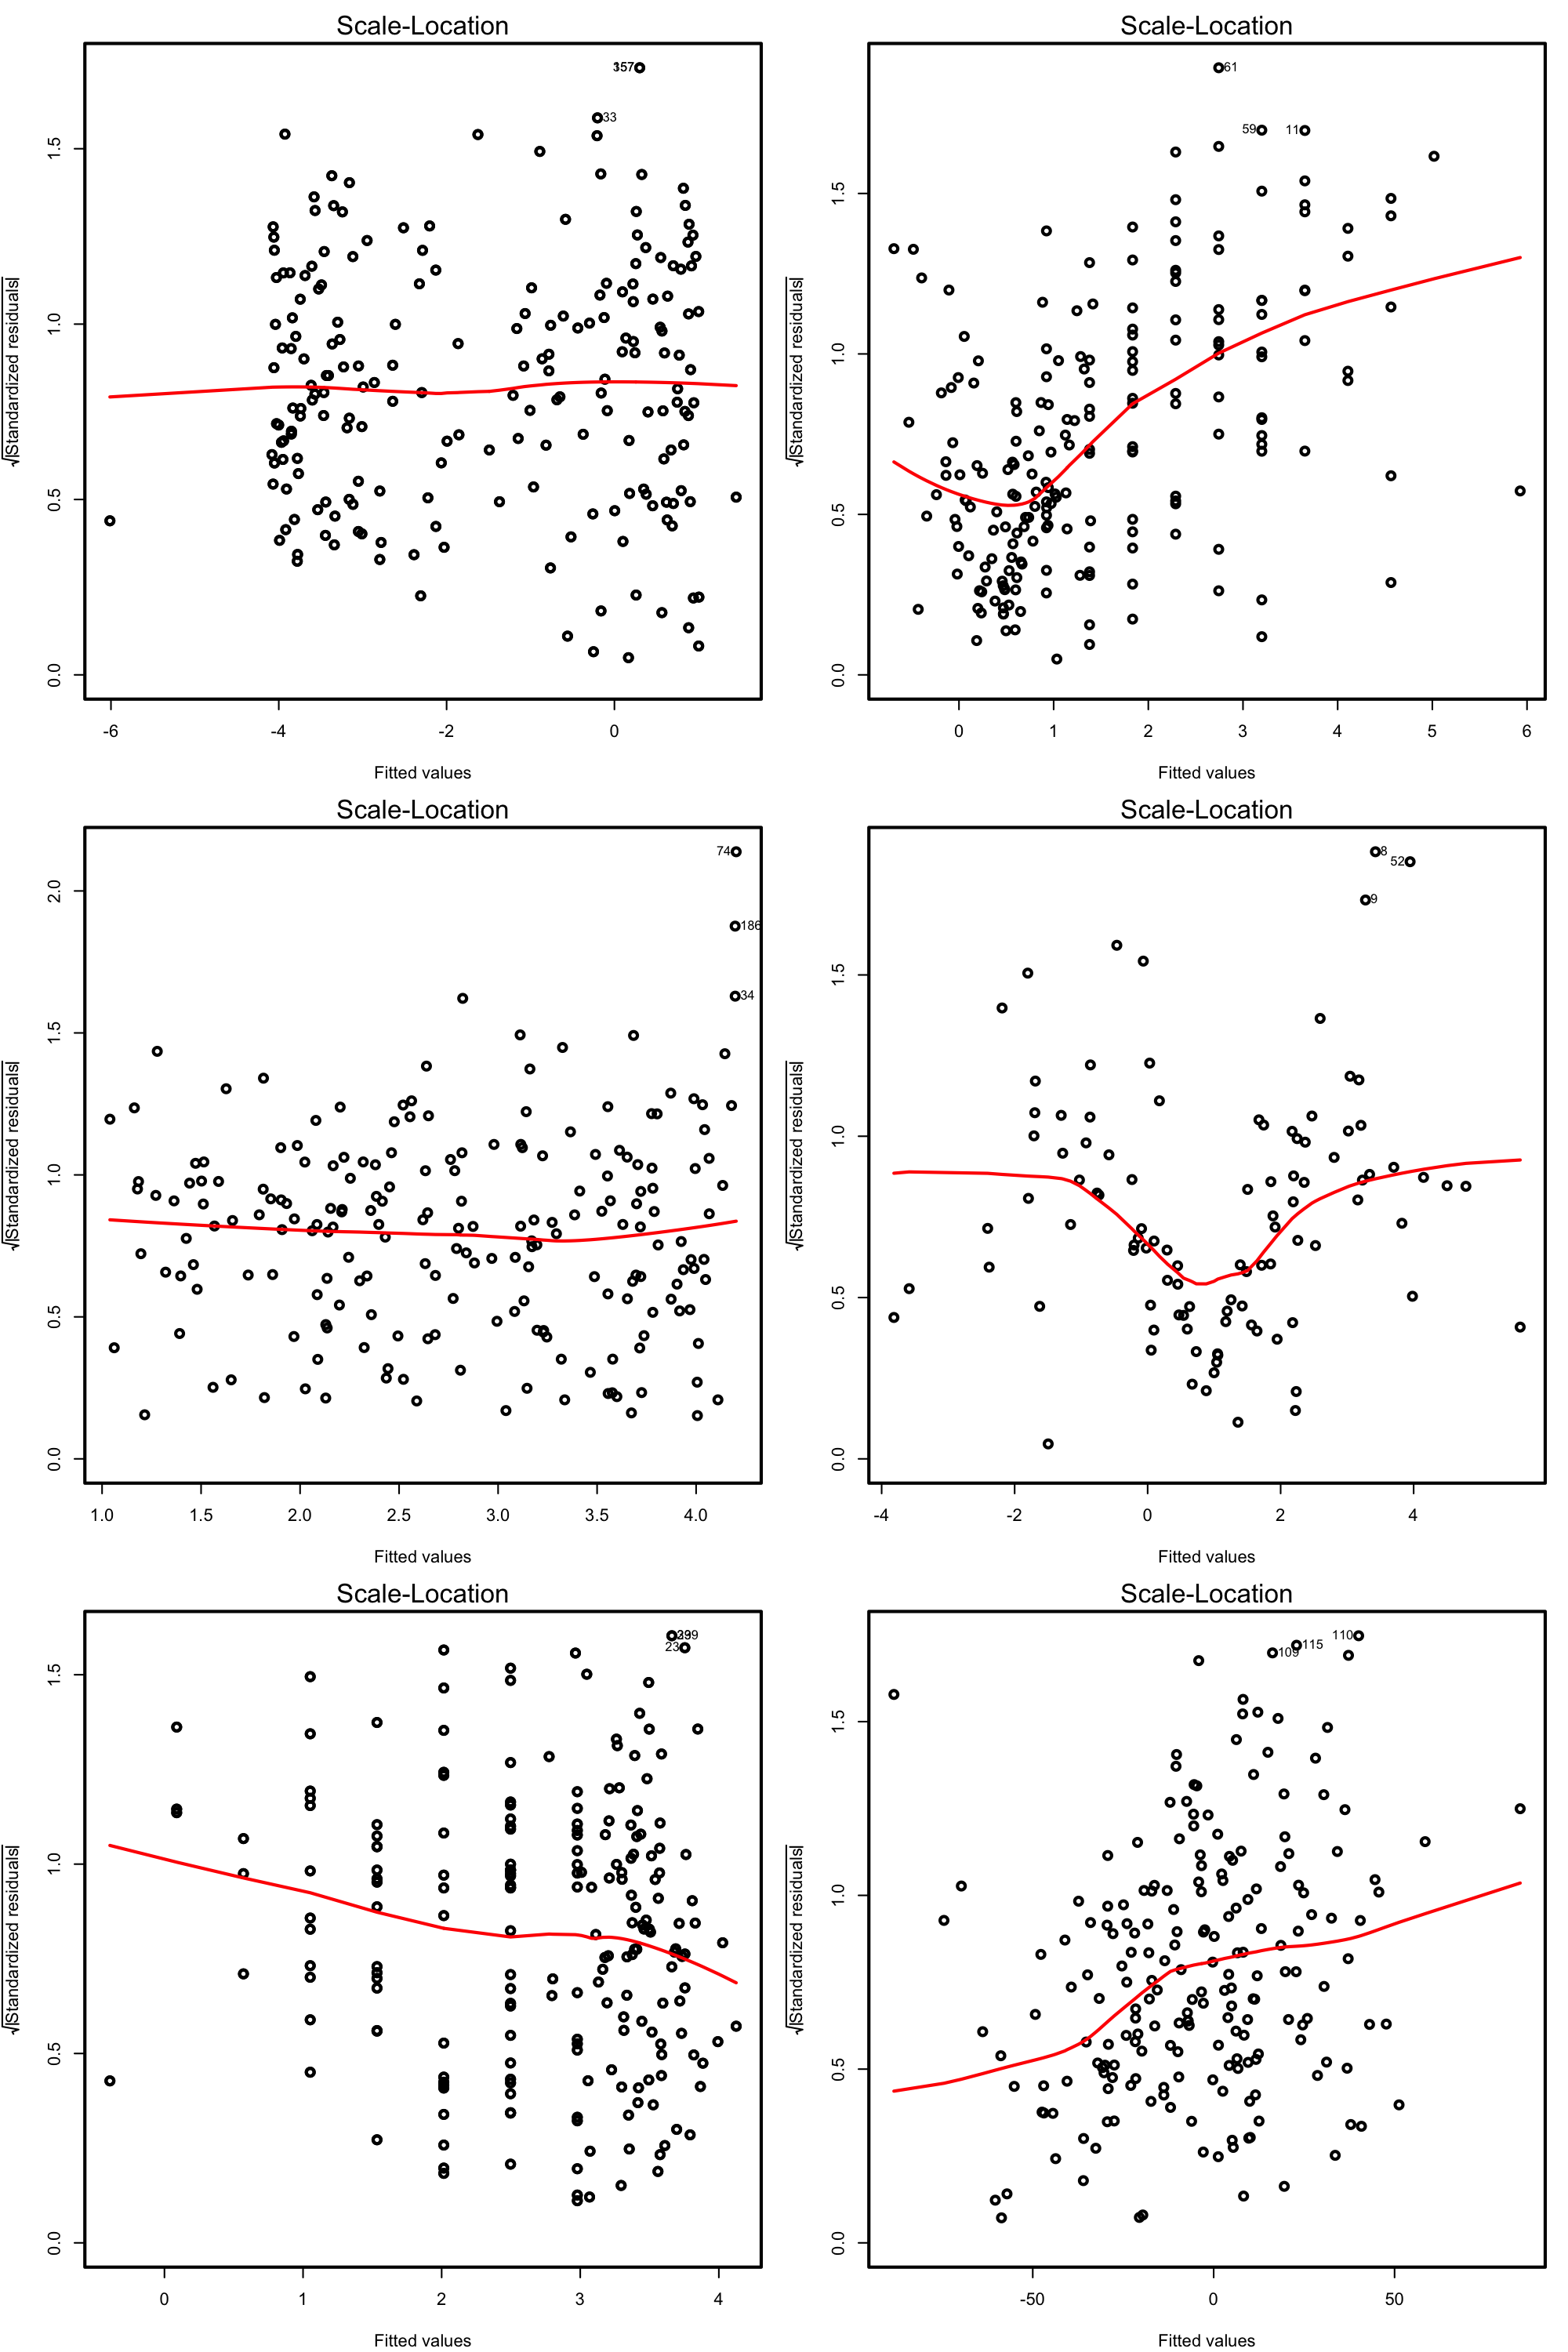 Scale-Location
√|Standardized residuals|
0.0 0.5 1.0 1.5
357
33
-6 -4 -2 0
Fitted values
Scale-Location
√|Standardized residuals|
0.0 0.5 1.0 1.5
61
59
11
0 1 2 3 4 5 6
Fitted values
Scale-Location
√|Standardized residuals|
0.0 0.5 1.0 1.5 2.0
74
186
34
1.0 1.5 2.0 2.5 3.0 3.5 4.0
Fitted values
Scale-Location
√|Standardized residuals|
0.0 0.5 1.0 1.5
8
52
9
-4 -2 0 2 4
Fitted values
Scale-Location
√|Standardized residuals|
0.0 0.5 1.0 1.5
0 1 2 3 4
Fitted values
Scale-Location
√|Standardized residuals|
0.0 0.5 1.0 1.5
110
115
109
-50 0 50
Fitted values